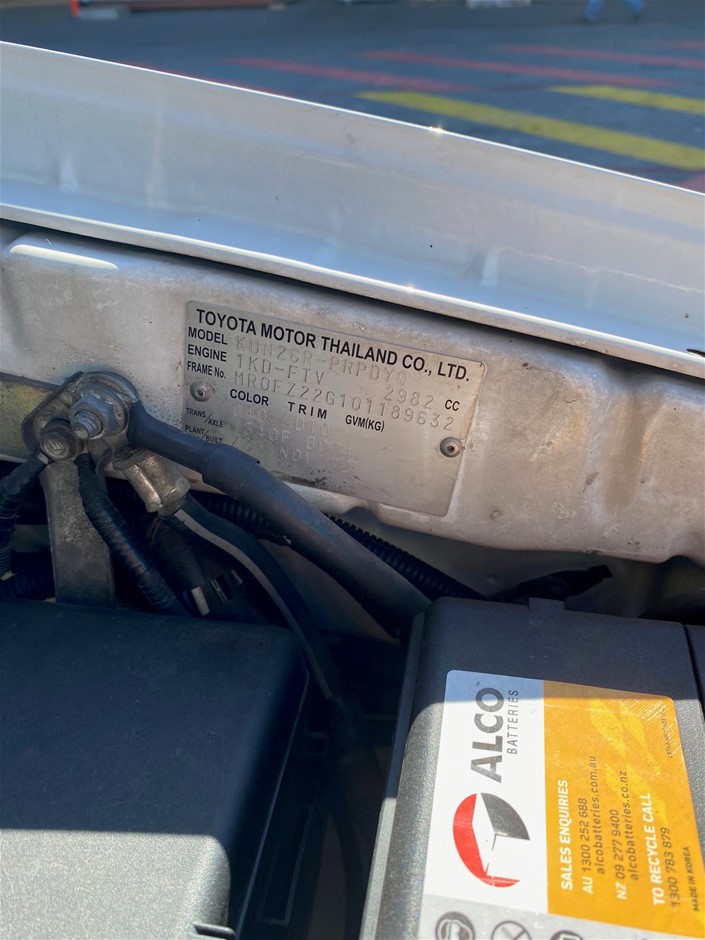 TOYOTA MOTOR THAILAND CO., LTD.
MODEL KUN26R-PRPDYQ
ENGINE 1KD-FTV 2982 CC
FRAME No. MR0FZ22G101189632
COLOR TRIM GVM(KG)
TRANS/AXLE
PLANT/BUILT
ALCO
BATTERIES
SALES ENQUIRIES
AU 1300 252 688
alcobatteries.com.au
NZ 09 277 9400
alcobatteries.co.nz
TO RECYCLE CALL
1300 783 879
MADE IN KOREA